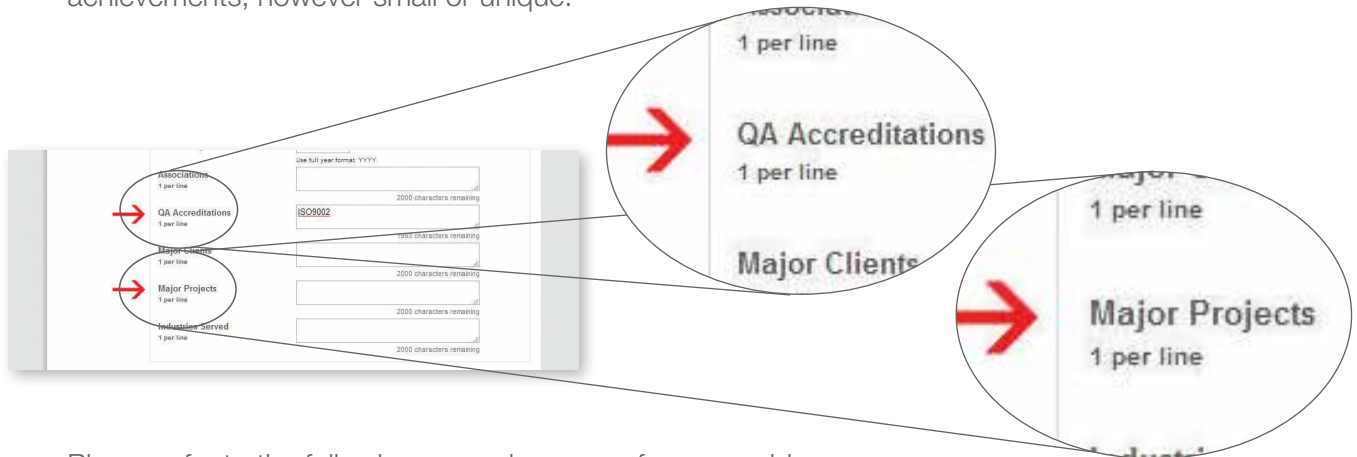 achievements, however small or unique.
Use full year format: YYYY.
Associations
1 per line
2000 characters remaining
QA Accreditations
1 per line
ISO9002
1993 characters remaining
Major Clients
1 per line
2000 characters remaining
Major Projects
1 per line
2000 characters remaining
Industries Served
1 per line
2000 characters remaining
1 per line
QA Accreditations
1 per line
Major Clients
1 per line
Major Projects
1 per line